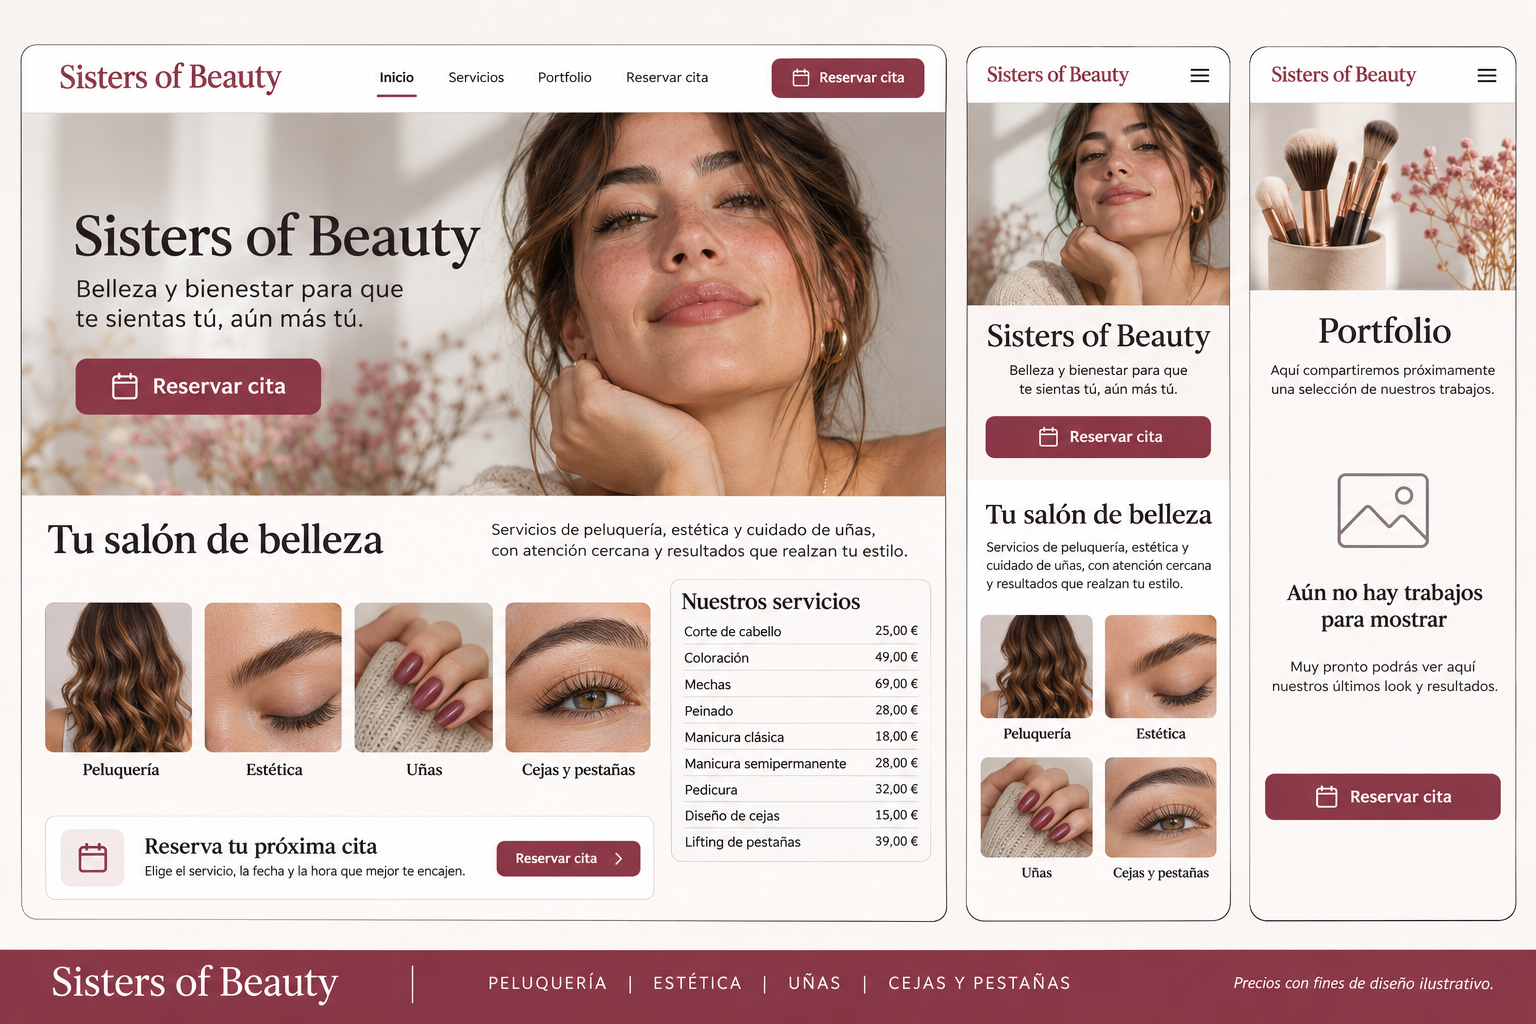 Sisters of Beauty
Inicio
Servicios
Portfolio
Reservar cita
Reservar cita
Sisters of Beauty
Belleza y bienestar para que
te sientas tú, aún más tú.
Reservar cita
Tu salón de belleza
Servicios de peluquería, estética y cuidado de uñas,
con atención cercana y resultados que realzan tu estilo.
Peluquería
Estética
Uñas
Cejas y pestañas
Nuestros servicios
Corte de cabello 25,00 €
Coloración 49,00 €
Mechas 69,00 €
Peinado 28,00 €
Manicura clásica 18,00 €
Manicura semipermanente 28,00 €
Pedicura 32,00 €
Diseño de cejas 15,00 €
Lifting de pestañas 39,00 €
Reserva tu próxima cita
Elige el servicio, la fecha y la hora que mejor te encajen.
Reservar cita
Sisters of Beauty
Sisters of Beauty
Belleza y bienestar para que
te sientas tú, aún más tú.
Reservar cita
Tu salón de belleza
Servicios de peluquería, estética y
cuidado de uñas, con atención cercana
y resultados que realzan tu estilo.
Peluquería
Estética
Uñas
Cejas y pestañas
Sisters of Beauty
Portfolio
Aquí compartiremos próximamente
una selección de nuestros trabajos.
Aún no hay trabajos
para mostrar
Muy pronto podrás ver aquí
nuestros últimos look y resultados.
Reservar cita
Sisters of Beauty
PELUQUERÍA | ESTÉTICA | UÑAS | CEJAS Y PESTAÑAS
Precios con fines de diseño ilustrativo.